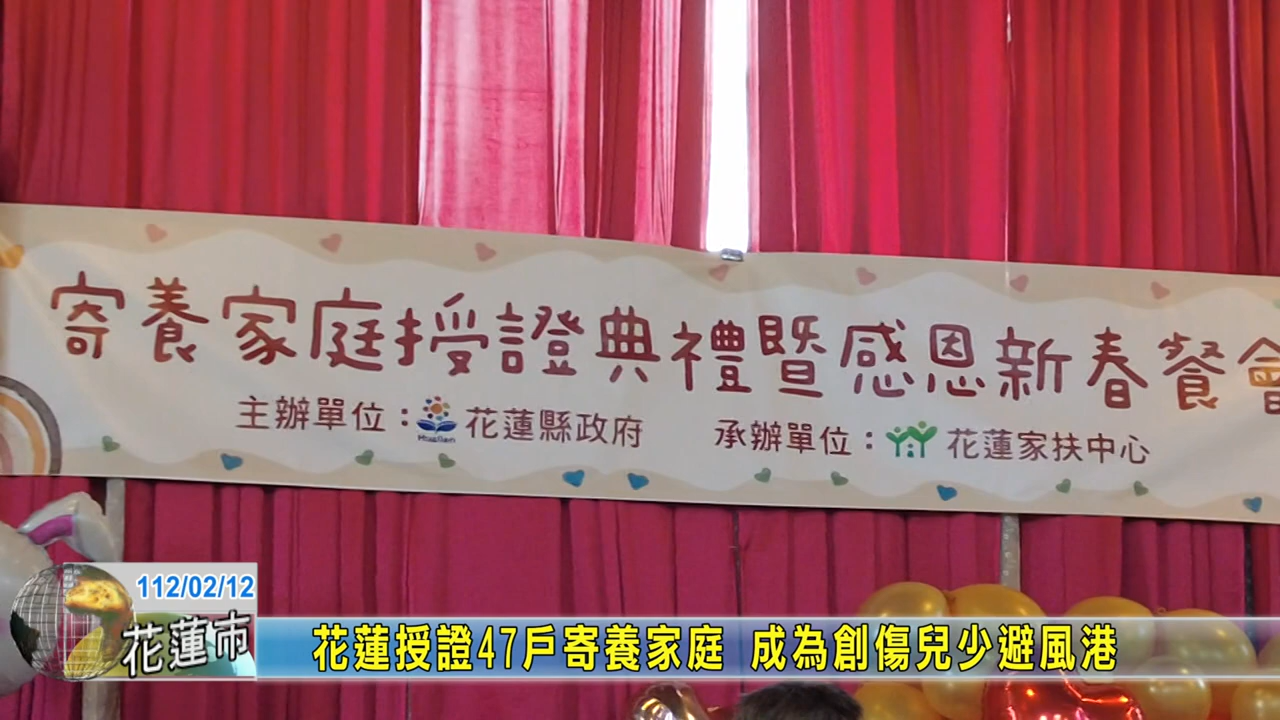 寄養家庭授證典禮暨感恩新春餐會
主辦單位：Hualien 花蓮縣政府 承辦單位：花蓮家扶中心
112/02/12
花蓮市
花蓮授證47戶寄養家庭 成為創傷兒少避風港